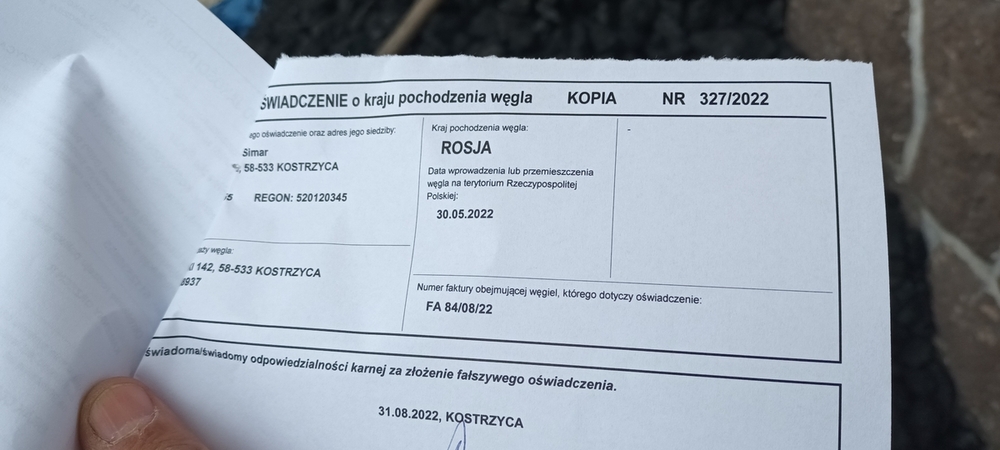 ŚWIADCZENIE o kraju pochodzenia węgla KOPIA NR 327/2022
ego oświadczenie oraz adres jego siedziby:
Simar
58-533 KOSTRZYCA
REGON: 520120345
Kraj pochodzenia węgla:
ROSJA
Data wprowadzenia lub przemieszczenia
węgla na terytorium Rzeczypospolitej
Polskiej:
30.05.2022
-
aży węgla:
142, 58-533 KOSTRZYCA
8937
Numer faktury obejmującej węgiel, którego dotyczy oświadczenie:
FA 84/08/22
świadoma/świadomy odpowiedzialności karnej za złożenie fałszywego oświadczenia.
31.08.2022, KOSTRZYCA